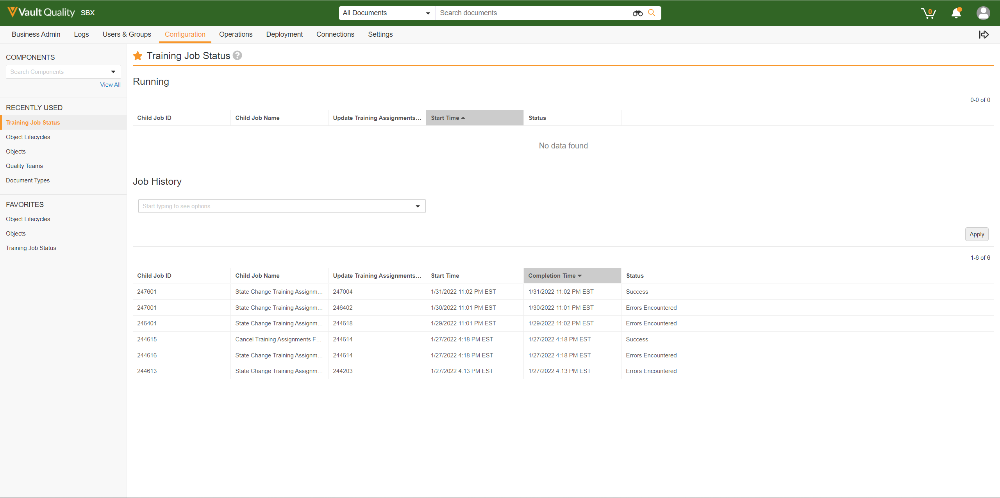 Vault Quality SBX
All Documents Search documents 0
Business Admin Logs Users & Groups Configuration Operations Deployment Connections Settings
COMPONENTS
Search Components
View All
RECENTLY USED
Training Job Status
Object Lifecycles
Objects
Quality Teams
Document Types
FAVORITES
Object Lifecycles
Objects
Training Job Status
Training Job Status ?
Running
0-0 of 0
Child Job ID Child Job Name Update Training Assignments... Start Time Status
No data found
Job History
Start typing to see options...
Apply
1-6 of 6
Child Job ID Child Job Name Update Training Assignments... Start Time Completion Time Status
247601 State Change Training Assignm... 247004 1/31/2022 11:02 PM EST 1/31/2022 11:02 PM EST Success
247001 State Change Training Assignm... 246402 1/30/2022 11:01 PM EST 1/30/2022 11:01 PM EST Errors Encountered
246401 State Change Training Assignm... 244618 1/29/2022 11:01 PM EST 1/29/2022 11:02 PM EST Errors Encountered
244615 Cancel Training Assignments F... 244614 1/27/2022 4:18 PM EST 1/27/2022 4:18 PM EST Success
244616 State Change Training Assignm... 244614 1/27/2022 4:18 PM EST 1/27/2022 4:18 PM EST Errors Encountered
244613 State Change Training Assignm... 244203 1/27/2022 4:13 PM EST 1/27/2022 4:13 PM EST Errors Encountered